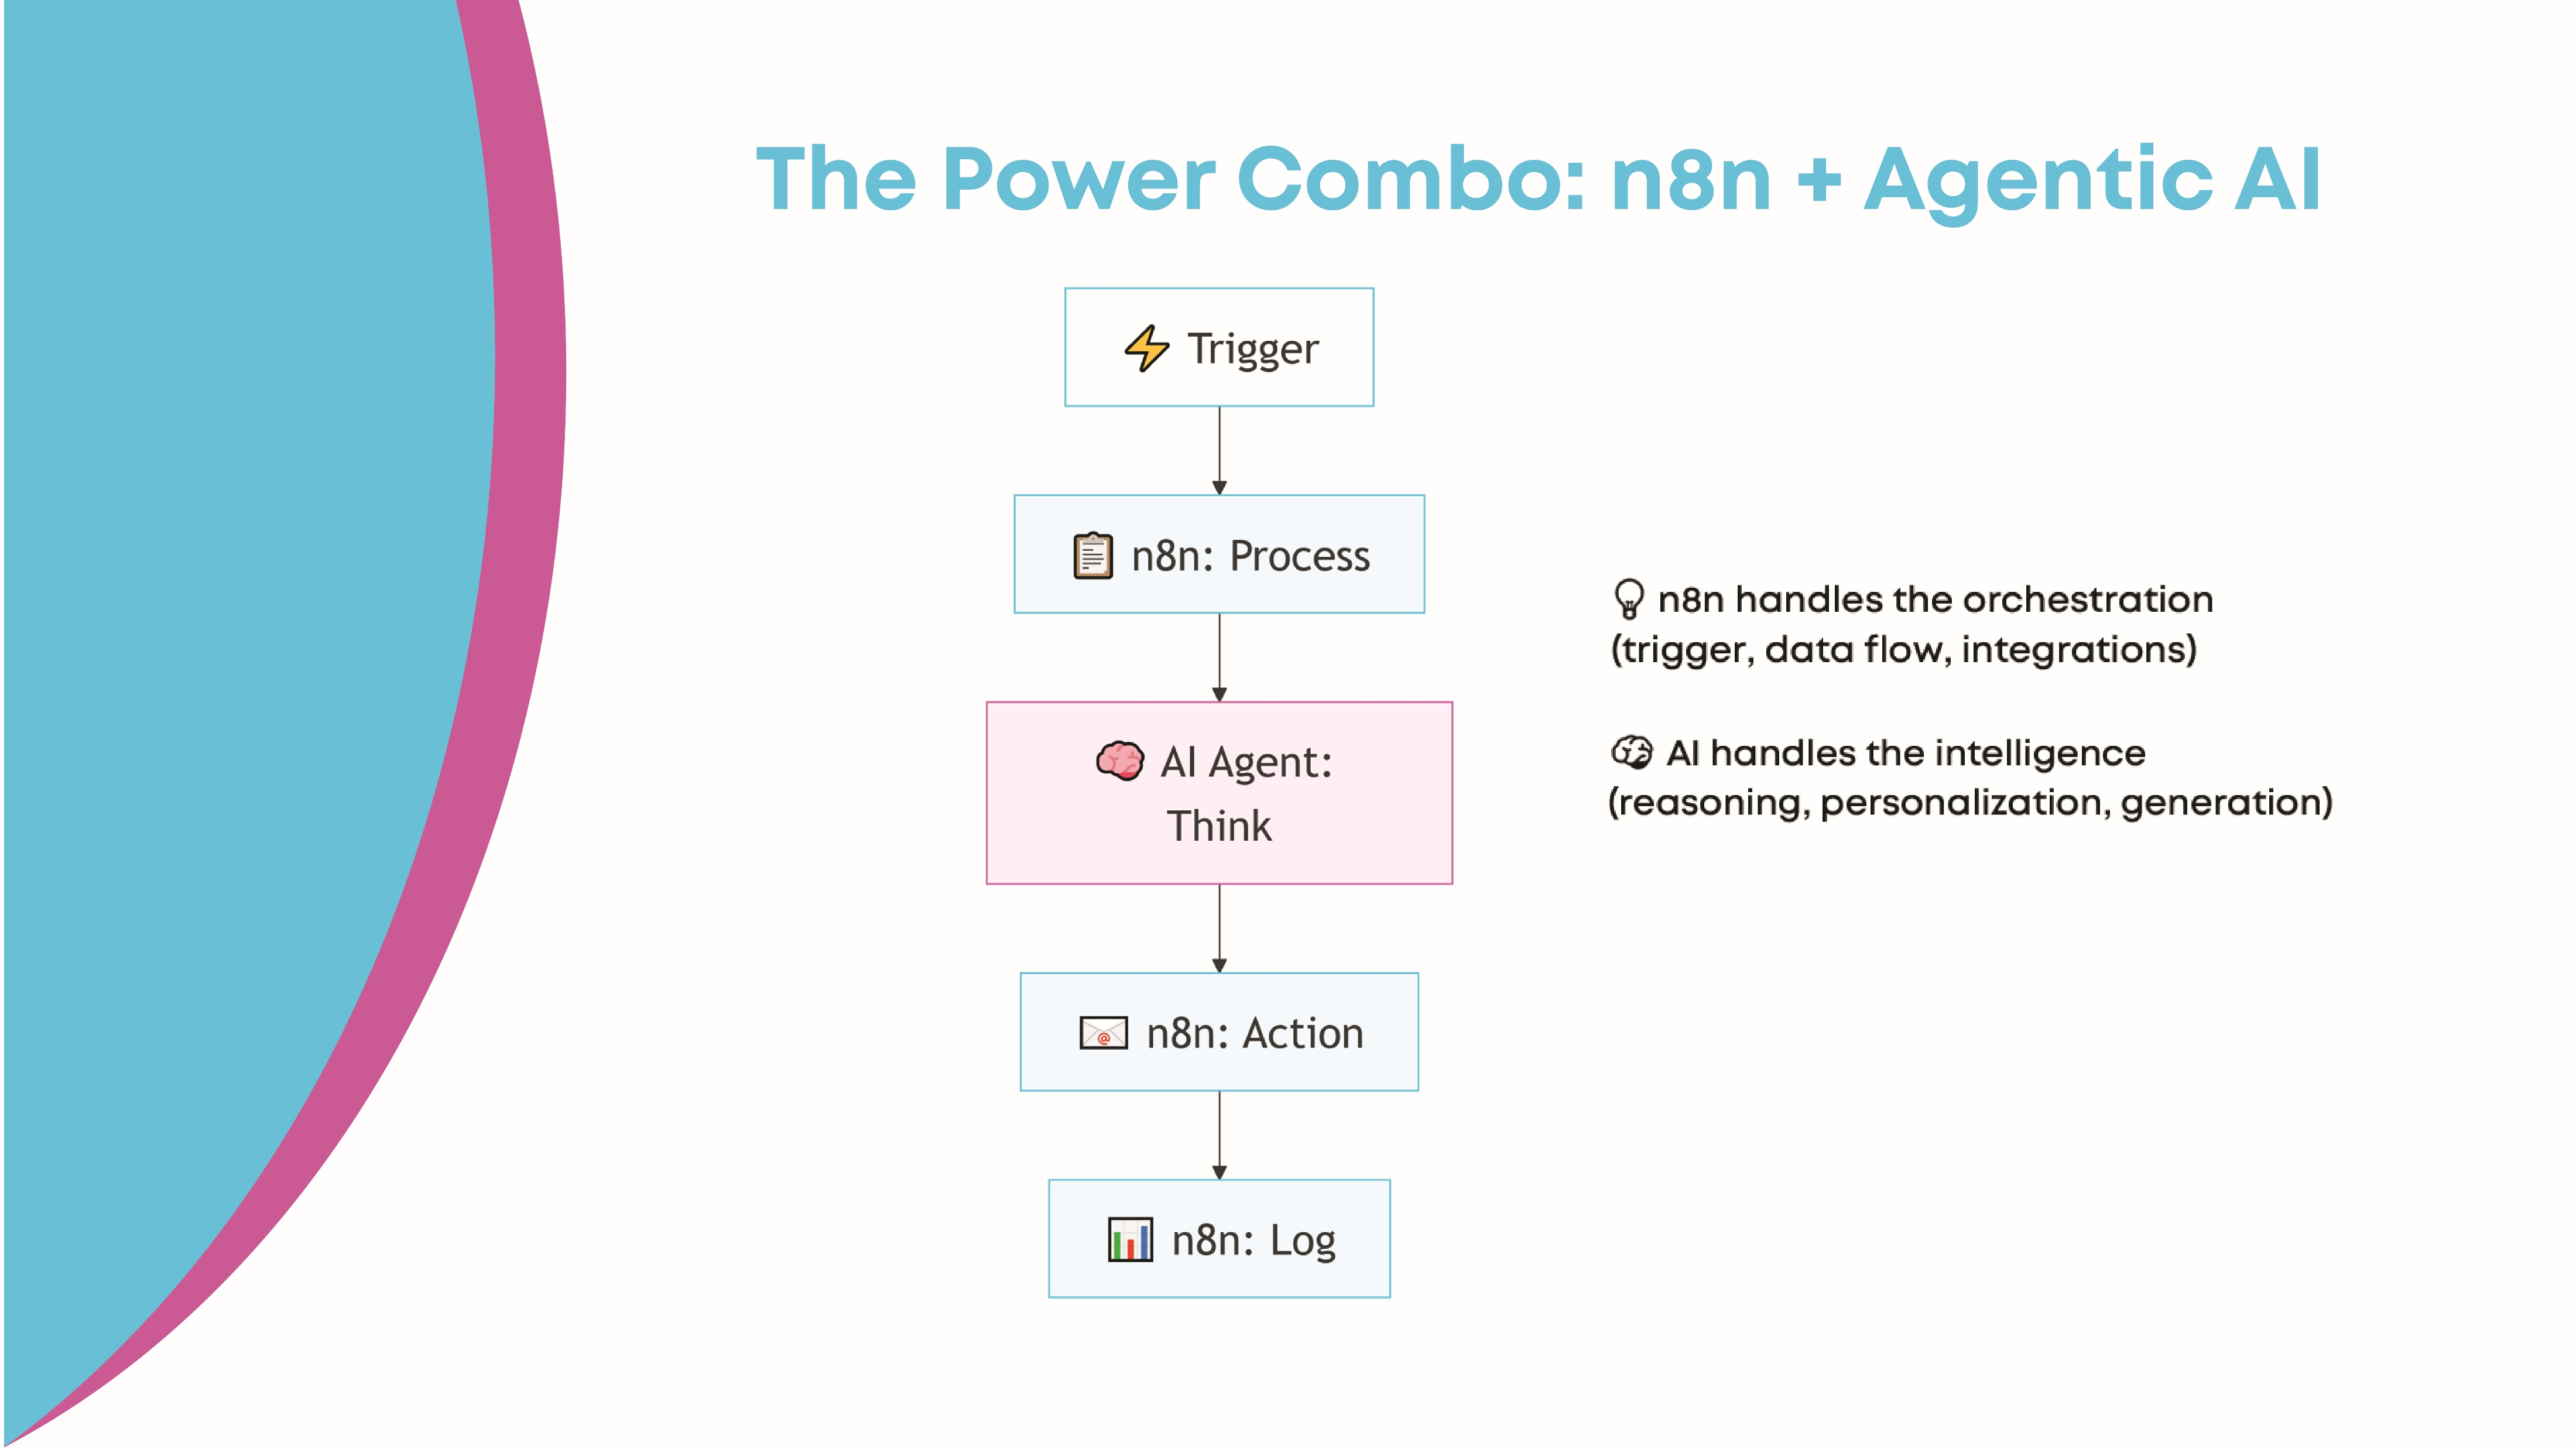 The Power Combo: n8n + Agentic AI
⚡ Trigger
📋 n8n: Process
🧠 AI Agent:
Think
📧 n8n: Action
📊 n8n: Log
💡 n8n handles the orchestration
(trigger, data flow, integrations)
🧠 AI handles the intelligence
(reasoning, personalization, generation)